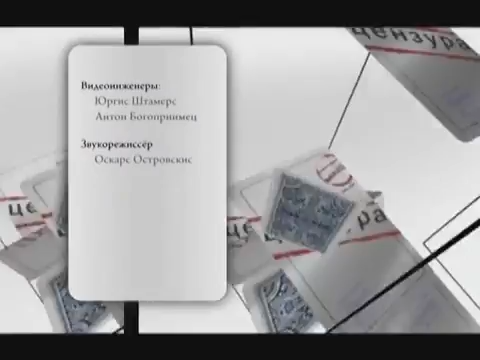 Видеоинженеры:
Юргис Штамерс
Антон Богоприимец
Звукорежиссёр
Оскарс Островскис
цензура